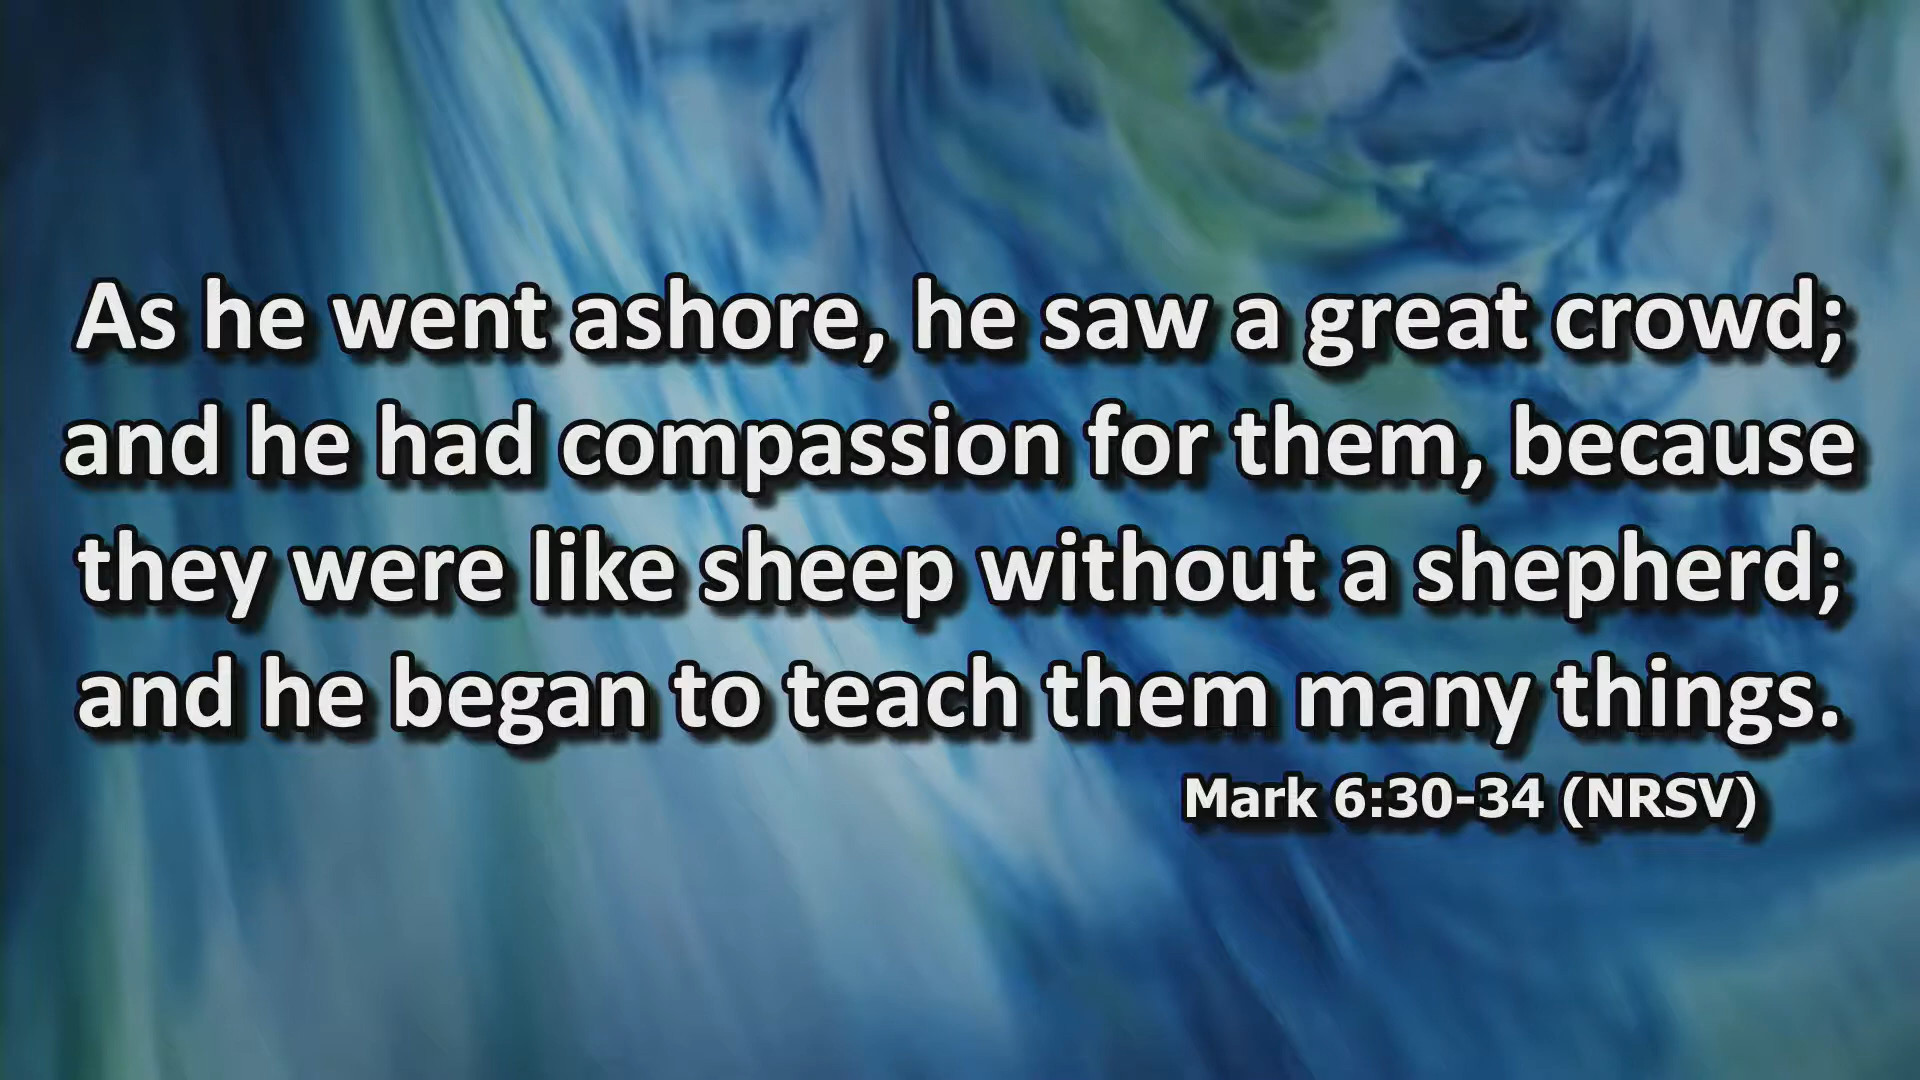 As he went ashore, he saw a great crowd;
and he had compassion for them, because
they were like sheep without a shepherd;
and he began to teach them many things.
Mark 6:30-34 (NRSV)